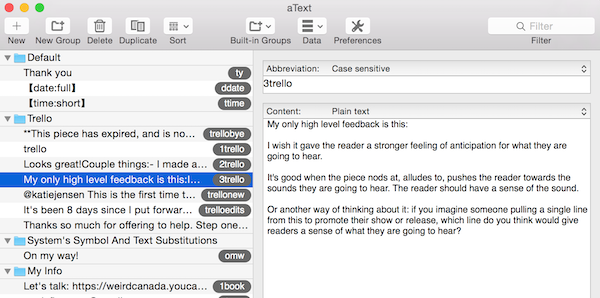 aText
New New Group Delete Duplicate Sort Built-in Groups Data Preferences Filter
Filter
Default
Thank you ty
【date:full】 ddate
【time:short】 ttime
Trello
**This piece has expired, and is no... trellobye
trello 1trello
Looks great!Couple things:- I made a... 2trello
My only high level feedback is this:I... 3trello
@katiejensen This is the first time t... trellonew
It's been 8 days since I put forwar... trelloedits
Thanks so much for offering to help. Step one...
System's Symbol And Text Substitutions
On my way! omw
My Info
Let's talk: https://weirdcanada.youca... 1book
Abbreviation: Case sensitive
3trello
Content: Plain text
My only high level feedback is this:
I wish it gave the reader a stronger feeling of anticipation for what they are
going to hear.
It's good when the piece nods at, alludes to, pushes the reader towards the
sounds they are going to hear. The reader should have a sense of the sound.
Or another way of thinking about it: if you imagine someone pulling a single line
from this to promote their show or release, which line do you think would give
readers a sense of what they are going to hear?